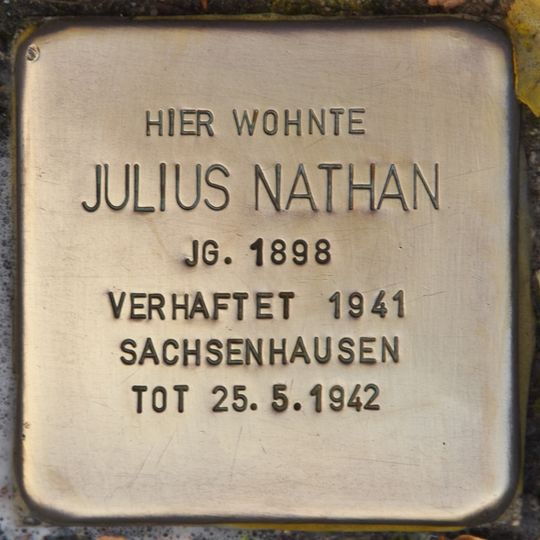 HIER WOHNTE
JULIUS NATHAN
JG. 1898
VERHAFTET 1941
SACHSENHAUSEN
TOT 25.5.1942